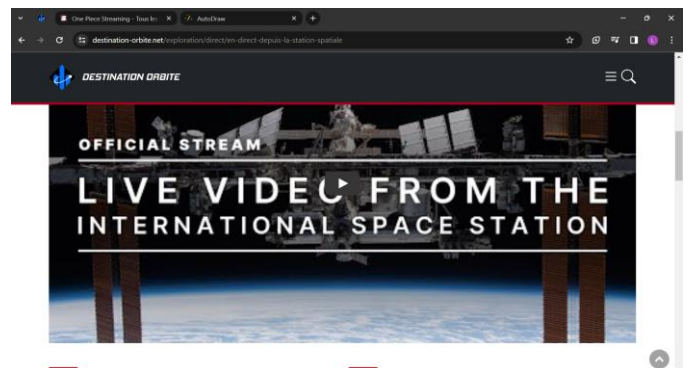 One Piece Streaming - Tous les
AutoDraw
destination-orbite.net/exploration/direct/en-direct-depuis-la-station-spatiale
DESTINATION ORBITE
OFFICIAL STREAM
LIVE VIDEO FROM THE
INTERNATIONAL SPACE STATION